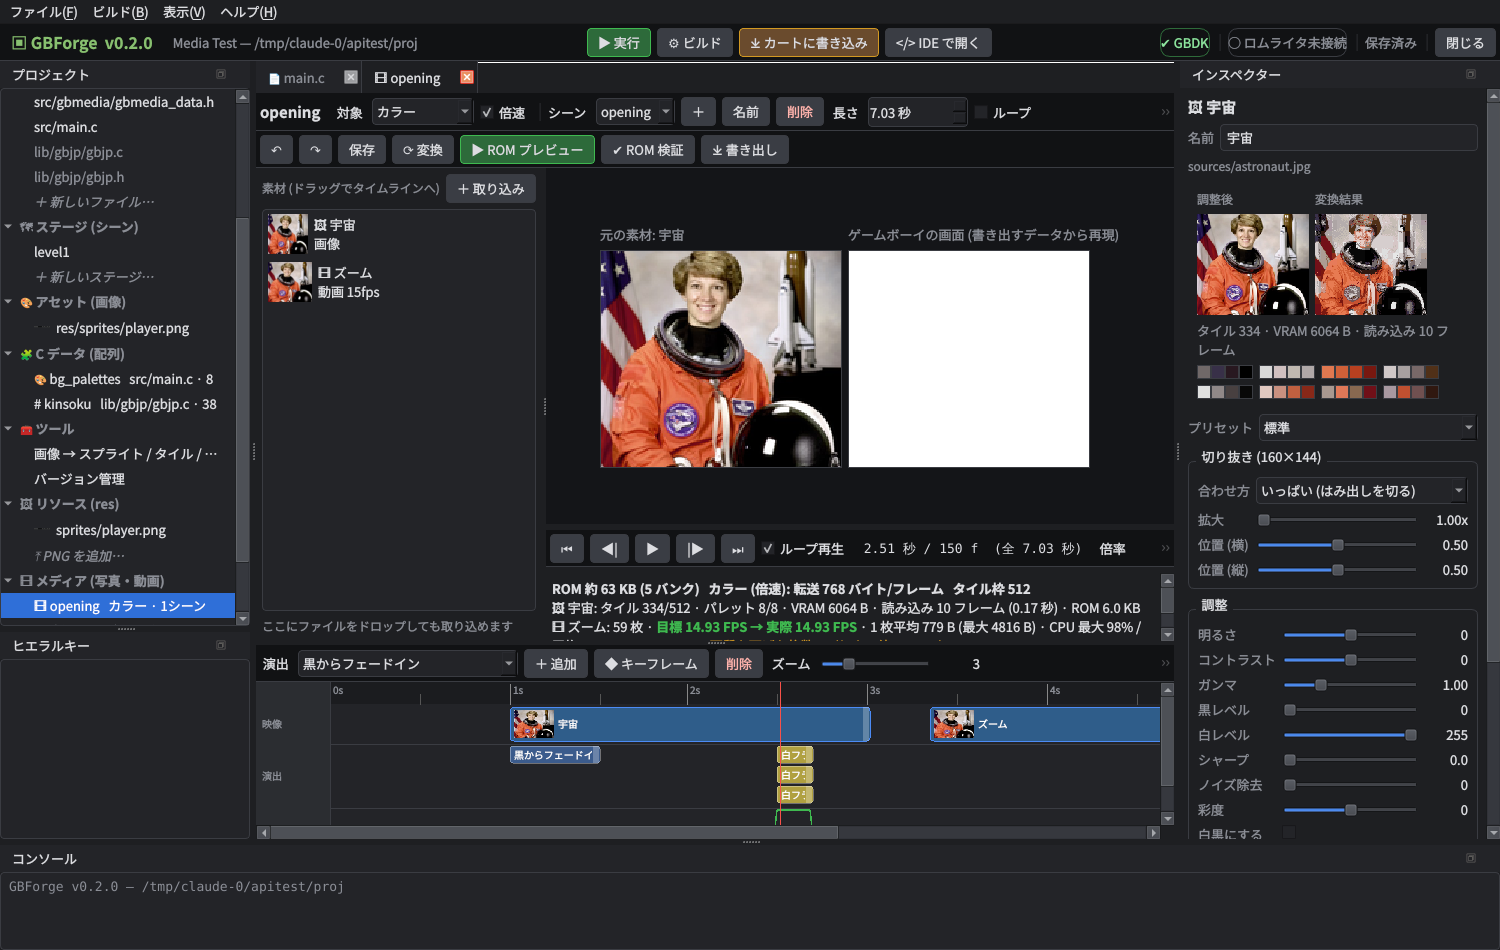 ファイル(F) ビルド(B) 表示(V) ヘルプ(H)
GBForge v0.2.0 Media Test — /tmp/claude-0/apitest/proj ▶ 実行 ⚙ ビルド カートに書き込み </> IDE で開く ✔ GBDK ロムライタ未接続 保存済み 閉じる
プロジェクト
src/gbmedia/gbmedia_data.h
src/main.c
lib/gbjp/gbjp.c
lib/gbjp/gbjp.h
＋ 新しいファイル…
ステージ (シーン)
level1
＋ 新しいステージ…
アセット (画像)
res/sprites/player.png
C データ (配列)
bg_palettes src/main.c · 8
# kinsoku lib/gbjp/gbjp.c · 38
ツール
画像 → スプライト / タイル / …
バージョン管理
リソース (res)
sprites/player.png
PNG を追加…
メディア (写真・動画)
opening カラー · 1シーン
ヒエラルキー
main.c opening
opening 対象 カラー ✔ 倍速 シーン opening ＋ 名前 削除 長さ 7.03 秒 ループ
↶ ↷ 保存 ⟳ 変換 ▶ ROM プレビュー ✔ ROM 検証 書き出し
素材 (ドラッグでタイムラインへ) ＋ 取り込み
宇宙
画像
ズーム
動画 15fps
ここにファイルをドロップしても取り込めます
元の素材: 宇宙 ゲームボーイの画面 (書き出すデータから再現)
✔ ループ再生 2.51 秒 / 150 f (全 7.03 秒) 倍率
ROM 約 63 KB (5 バンク) カラー (倍速): 転送 768 バイト/フレーム タイル枠 512
宇宙: タイル 334/512 · パレット 8/8 · VRAM 6064 B · 読み込み 10 フレーム (0.17 秒) · ROM 6.0 KB
ズーム: 59 枚 · 目標 14.93 FPS → 実際 14.93 FPS · 1 枚平均 779 B (最大 4816 B) · CPU 最大 98% /
演出 黒からフェードイン ＋ 追加 ◆ キーフレーム 削除 ズーム 3
0s 1s 2s 3s 4s
映像 宇宙 ズーム
演出 黒からフェードイ 白フ
白フ
白フ
インスペクター
宇宙
名前 宇宙
sources/astronaut.jpg
調整後 変換結果
タイル 334 · VRAM 6064 B · 読み込み 10 フ
レーム
プリセット 標準
切り抜き (160×144)
合わせ方 いっぱい (はみ出しを切る)
拡大 1.00x
位置 (横) 0.50
位置 (縦) 0.50
調整
明るさ 0
コントラスト 0
ガンマ 1.00
黒レベル 0
白レベル 255
シャープ 0.0
ノイズ除去 0
彩度 0
白黒にする
コンソール
GBForge v0.2.0 — /tmp/claude-0/apitest/proj